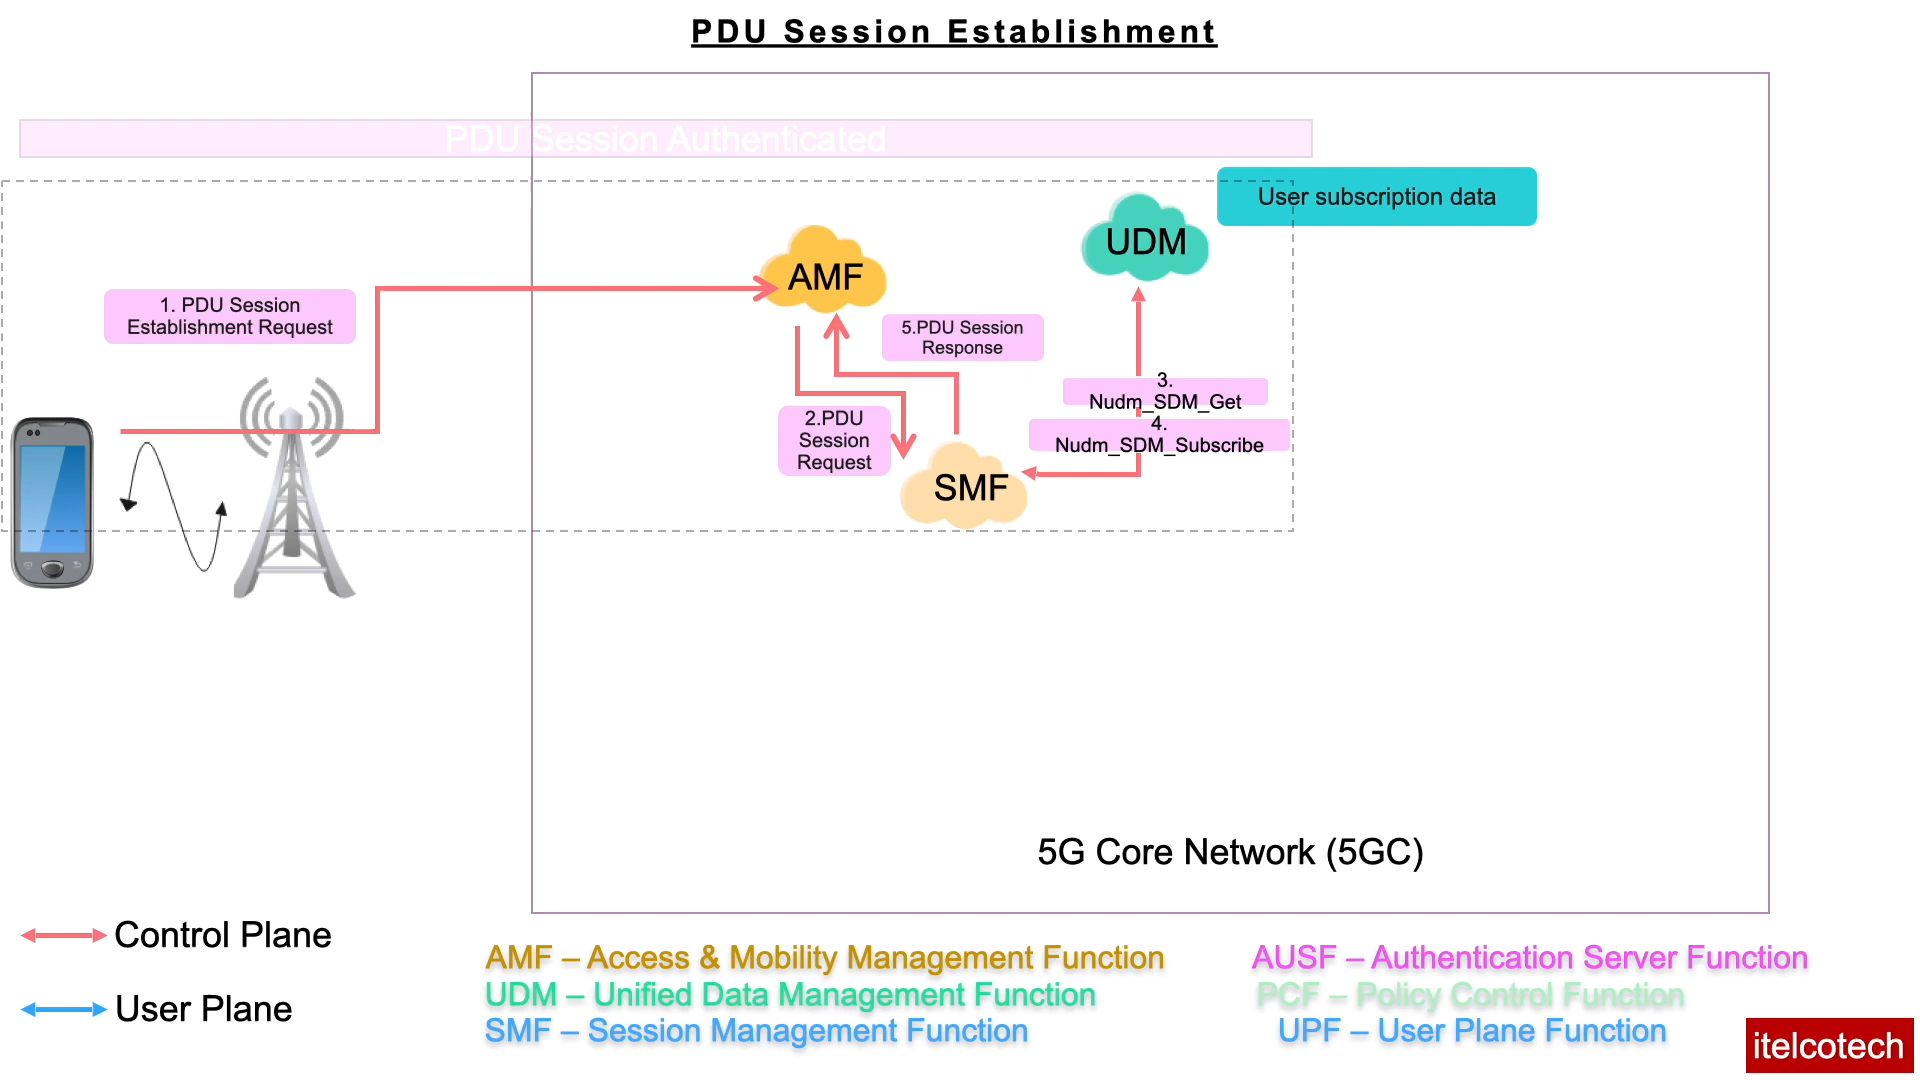 PDU Session Establishment
PDU Session Authenticated
User subscription data
UDM
AMF
1. PDU Session
Establishment Request
5.PDU Session
Response
3.
Nudm_SDM_Get
4.
Nudm_SDM_Subscribe
2.PDU
Session
Request
SMF
5G Core Network (5GC)
Control Plane
User Plane
AMF – Access & Mobility Management Function
UDM – Unified Data Management Function
SMF – Session Management Function
AUSF – Authentication Server Function
PCF – Policy Control Function
UPF – User Plane Function
itelcotech